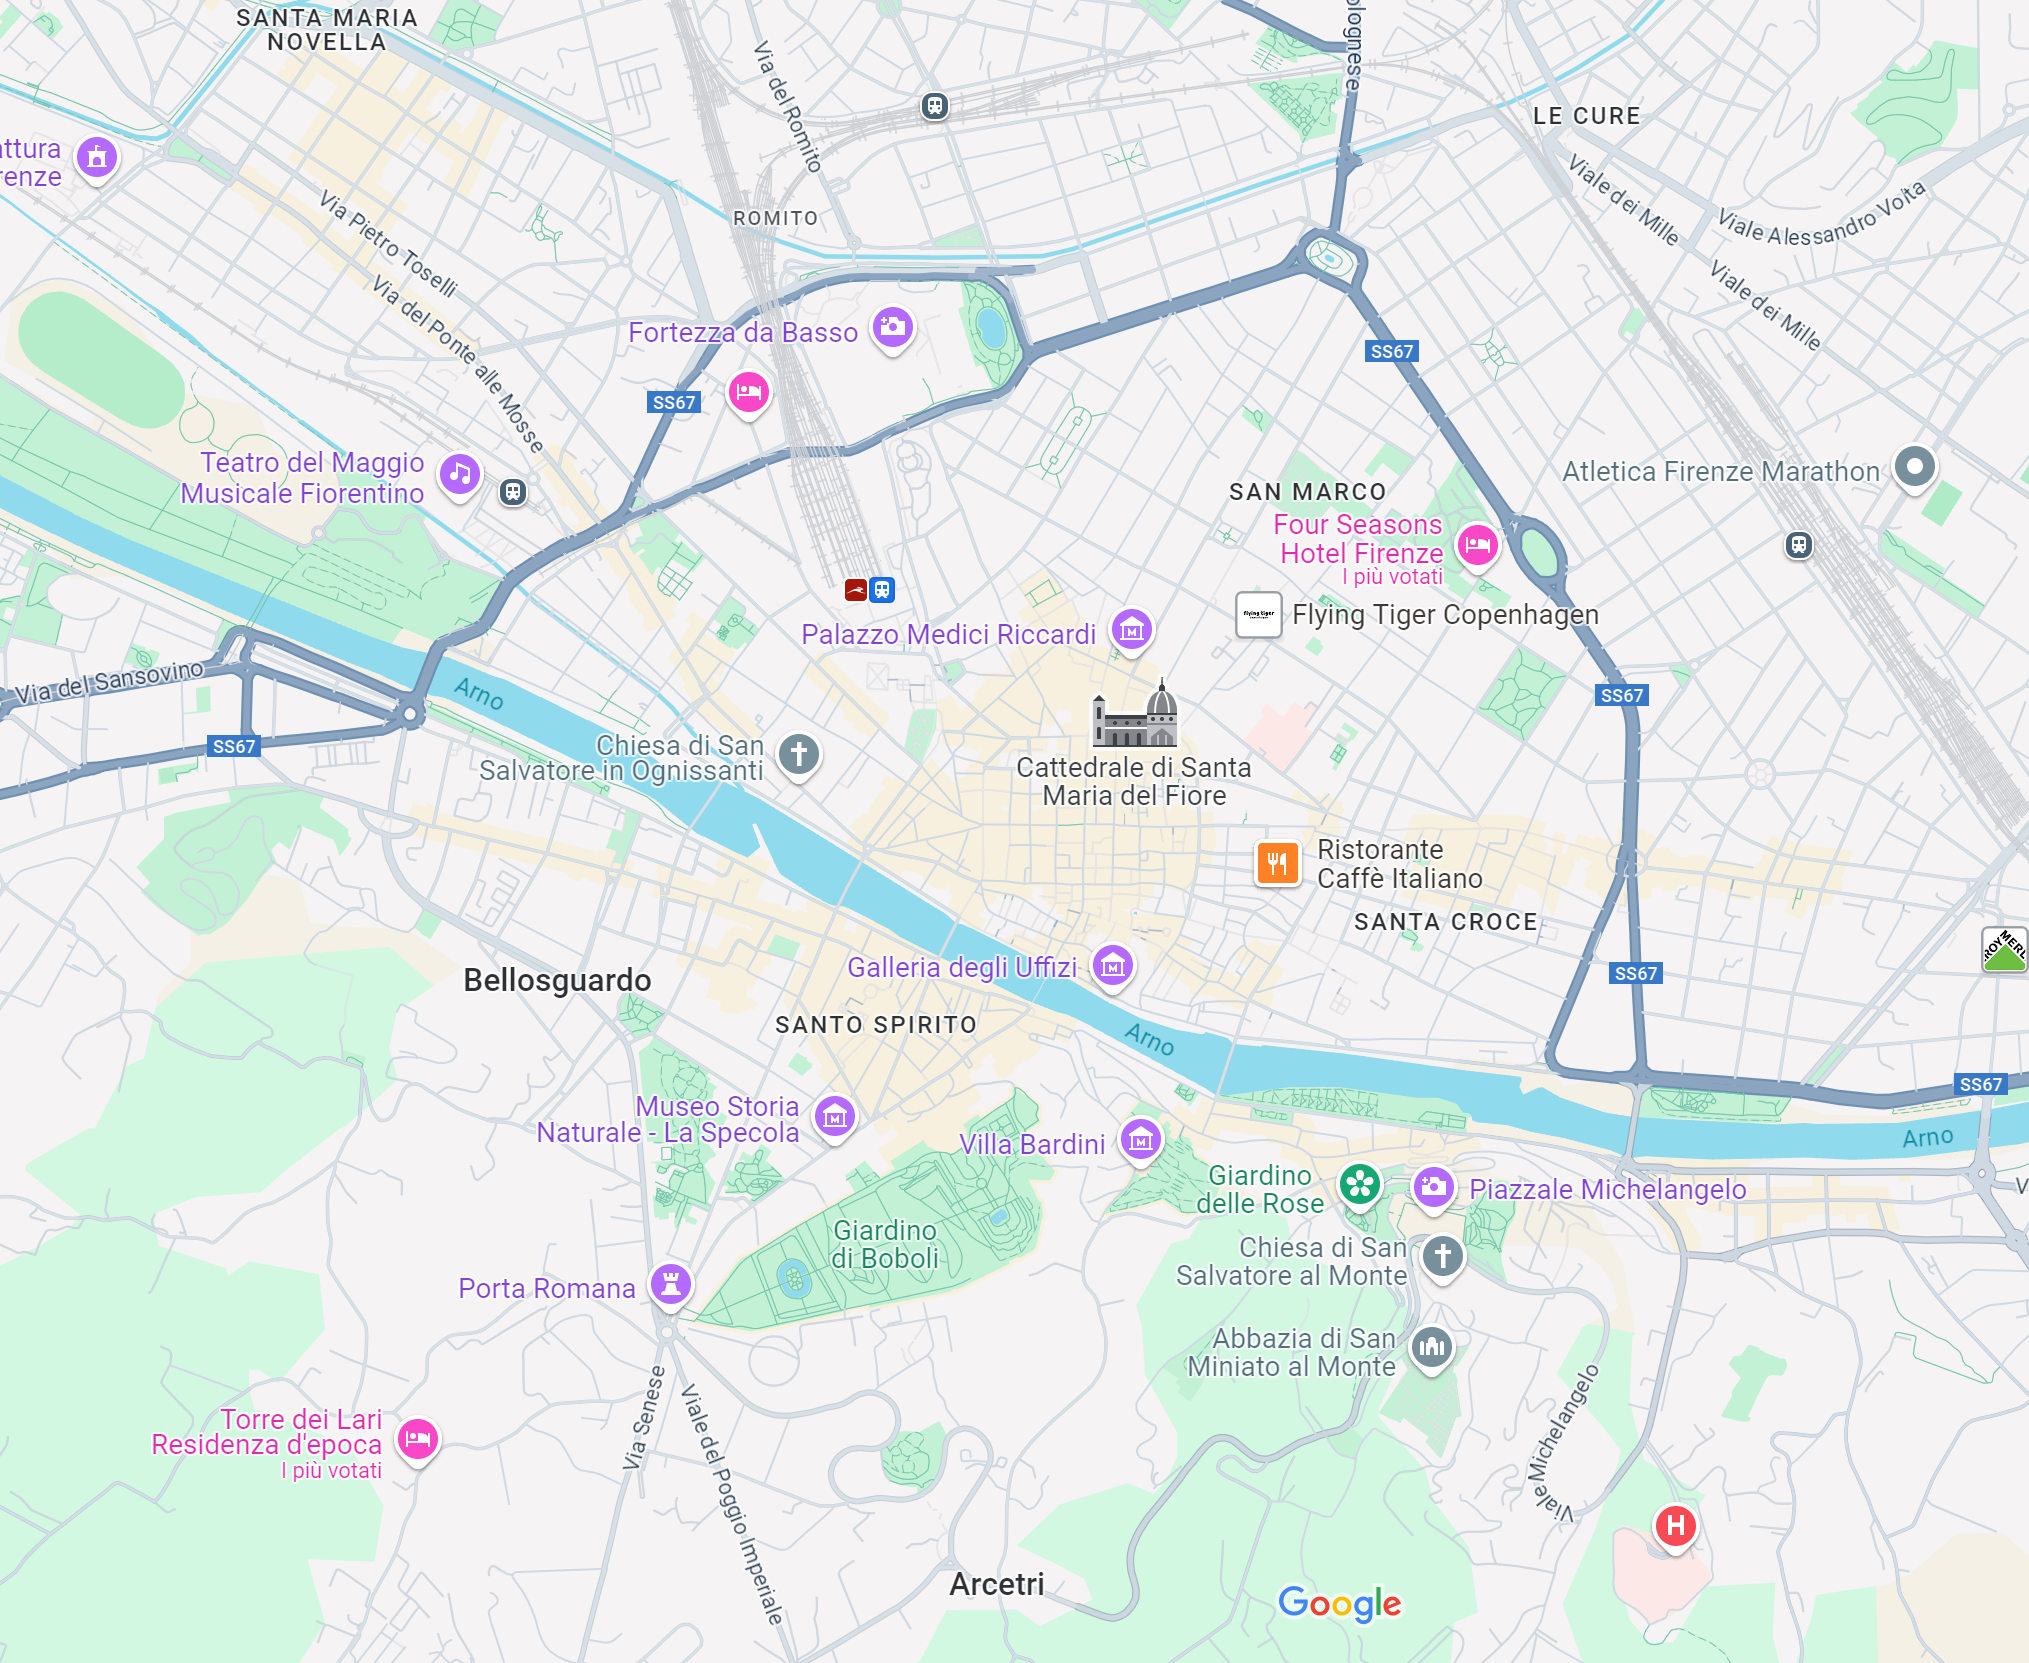 SANTA MARIA
NOVELLA
Via del Romito
LE CURE
Viale dei Mille
Viale Alessandro Volta
Viale dei Mille
ROMITO
Via Pietro Toselli
Via del Ponte alle Mosse
Fortezza da Basso
SS67
SS67
Teatro del Maggio
Musicale Fiorentino
Atletica Firenze Marathon
SAN MARCO
Four Seasons
Hotel Firenze
I più votati
Flying Tiger Copenhagen
flying tiger
Palazzo Medici Riccardi
Via del Sansovino
Arno
SS67
SS67
Chiesa di San
Salvatore in Ognissanti
Cattedrale di Santa
Maria del Fiore
Ristorante
Caffè Italiano
SANTA CROCE
Galleria degli Uffizi
Bellosguardo
SS67
SANTO SPIRITO
Arno
SS67
Museo Storia
Naturale - La Specola
Villa Bardini
Arno
Giardino
delle Rose
Piazzale Michelangelo
Giardino
di Boboli
Chiesa di San
Salvatore al Monte
Porta Romana
Abbazia di San
Miniato al Monte
Torre dei Lari
Residenza d'epoca
I più votati
Via Senese
Viale del Poggio Imperiale
Viale Michelangelo
H
Arcetri
Google